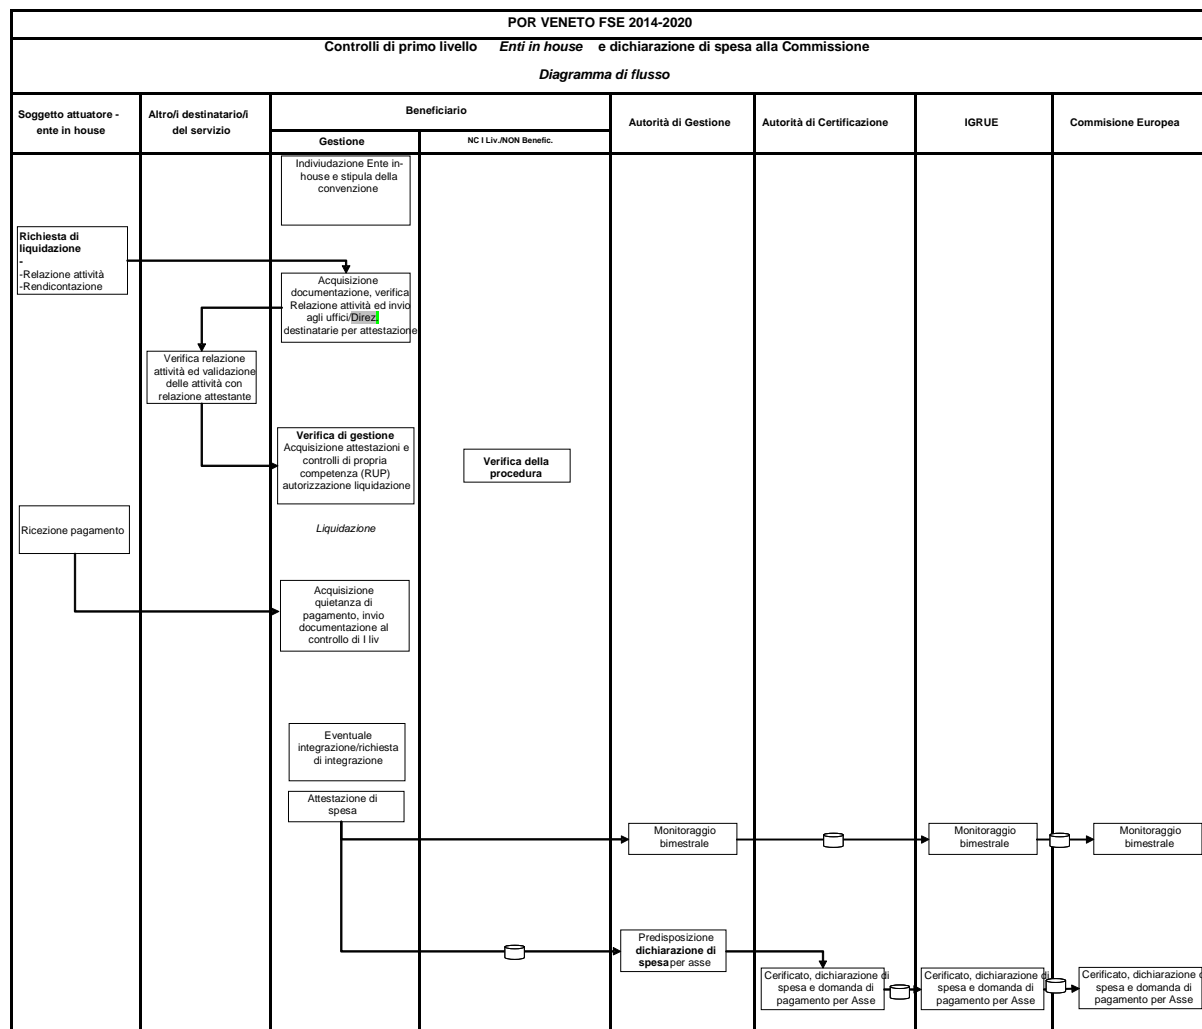 POR VENETO FSE 2014-2020
Controlli di primo livello Enti in house e dichiarazione di spesa alla Commissione
Diagramma di flusso
Soggetto attuatore -
ente in house
Altro/i destinatario/i
del servizio
Beneficiario
Gestione
NC I Liv./NON Benefic.
Autorità di Gestione
Autorità di Certificazione
IGRUE
Commisione Europea
Indiviudazione Ente in-
house e stipula della
convenzione
Richiesta di
liquidazione
-
-Relazione attività
-Rendicontazione
Acquisizione
documentazione, verifica
Relazione attività ed invio
agli uffici/Direz.
destinatarie per attestazione
Verifica relazione
attività ed validazione
delle attività con
relazione attestante
Verifica di gestione
Acquisizione attestazioni e
controlli di propria
competenza (RUP)
autorizzazione liquidazione
Verifica della
procedura
Ricezione pagamento
Liquidazione
Acquisizione
quietanza di
pagamento, invio
documentazione al
controllo di I liv
Eventuale
integrazione/richiesta
di integrazione
Attestazione di
spesa
Monitoraggio
bimestrale
Monitoraggio
bimestrale
Monitoraggio
bimestrale
Predisposizione
dichiarazione di
spesa per asse
Cerificato, dichiarazione di
spesa e domanda di
pagamento per Asse
Cerificato, dichiarazione di
spesa e domanda di
pagamento per Asse
Cerificato, dichiarazione d
spesa e domanda di
pagamento per Asse